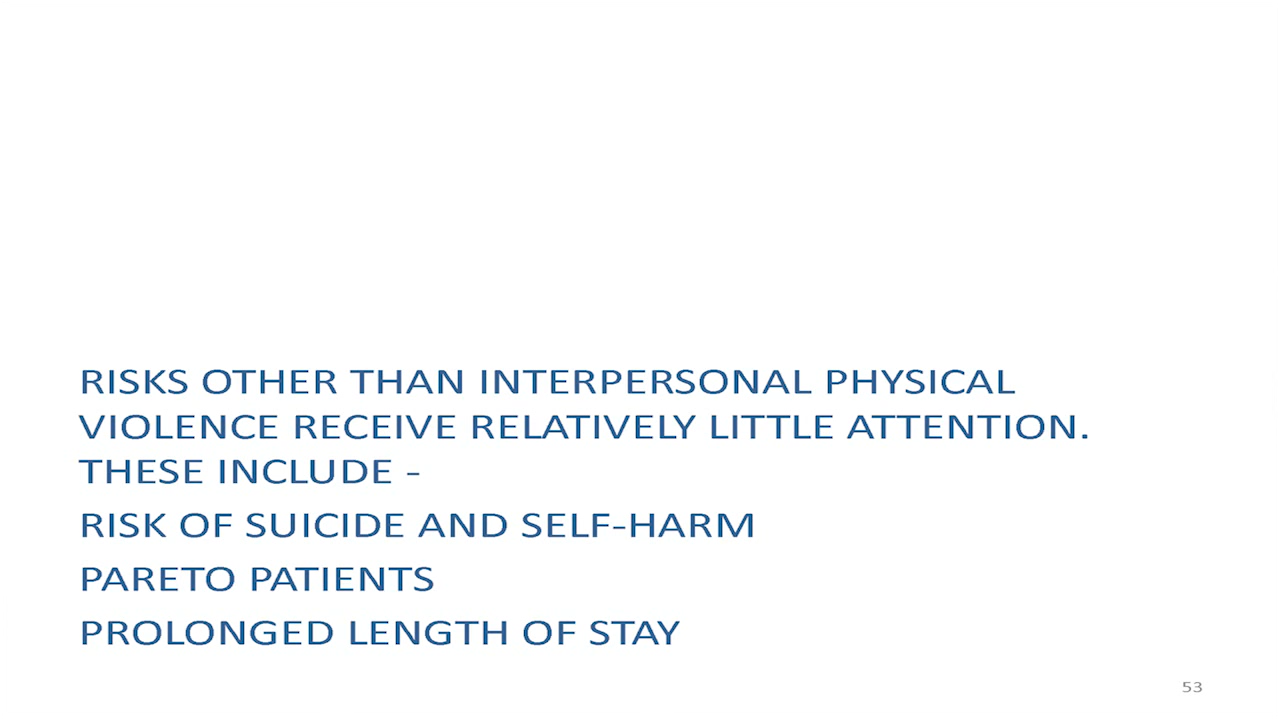 RISKS OTHER THAN INTERPERSONAL PHYSICAL
VIOLENCE RECEIVE RELATIVELY LITTLE ATTENTION.
THESE INCLUDE -
RISK OF SUICIDE AND SELF-HARM
PARETO PATIENTS
PROLONGED LENGTH OF STAY
53